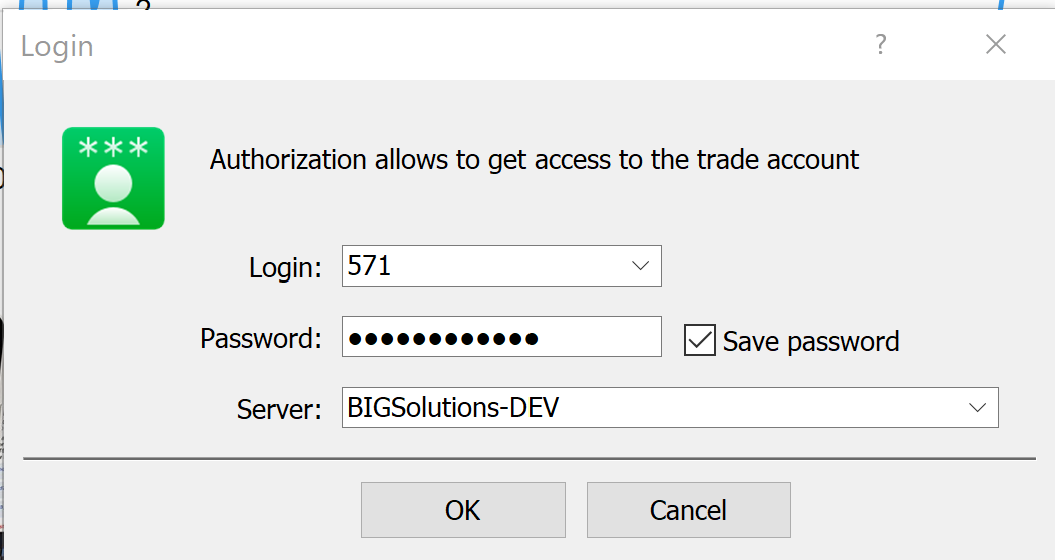 Login
Authorization allows to get access to the trade account
Login: 571
Password: ●●●●●●●●●●●● Save password
Server: BIGSolutions-DEV
OK Cancel